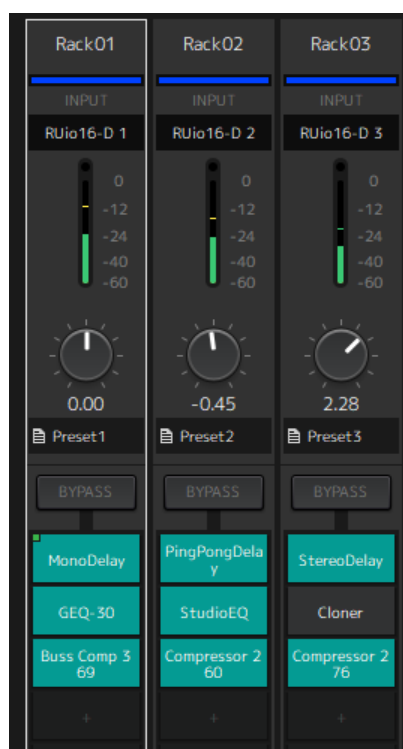 Rack01 Rack02 Rack03
INPUT INPUT INPUT
RUio16-D 1 RUio16-D 2 RUio16-D 3
0 0 0
-12 -12 -12
-24 -24 -24
-40 -40 -40
-60 -60 -60
0.00 -0.45 2.28
Preset1 Preset2 Preset3
BYPASS BYPASS BYPASS
MonoDelay PingPongDela StereoDelay
y
GEQ-30 StudioEQ Cloner
Buss Comp 3 Compressor 2 Compressor 2
69 60 76
+ + +